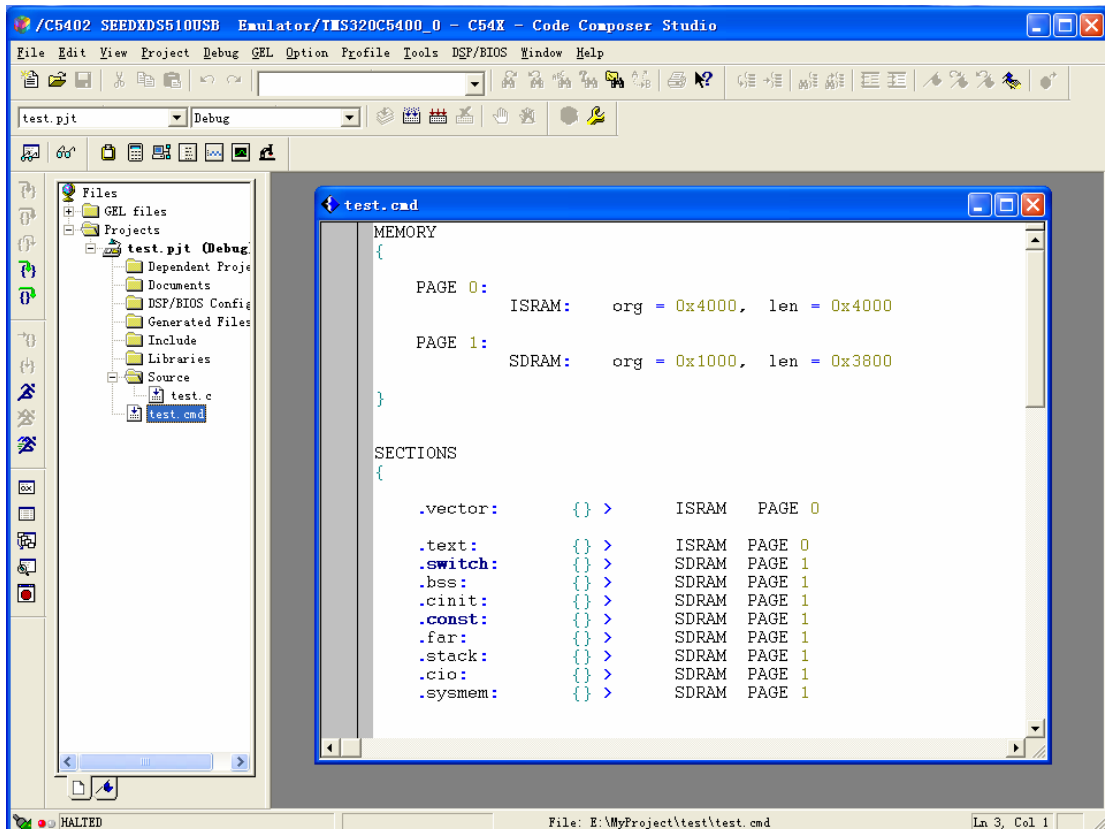 /C5402 SEEDXDS510USB Emulator/TMS320C5400_0 - C54X - Code Composer Studio
File Edit View Project Debug GEL Option Profile Tools DSP/BIOS Window Help
test.pjt Debug
Files
GEL files
Projects
test.pjt (Debug
Dependent Proje
Documents
DSP/BIOS Config
Generated Files
Include
Libraries
Source
test.c
test.cmd
test.cmd
MEMORY
{
PAGE 0:
ISRAM: org = 0x4000, len = 0x4000
PAGE 1:
SDRAM: org = 0x1000, len = 0x3800
}
SECTIONS
{
.vector: {} > ISRAM PAGE 0
.text: {} > ISRAM PAGE 0
.switch: {} > SDRAM PAGE 1
.bss: {} > SDRAM PAGE 1
.cinit: {} > SDRAM PAGE 1
.const: {} > SDRAM PAGE 1
.far: {} > SDRAM PAGE 1
.stack: {} > SDRAM PAGE 1
.cio: {} > SDRAM PAGE 1
.sysmem: {} > SDRAM PAGE 1
HALTED File: E:\MyProject\test\test.cmd Ln 3, Col 1